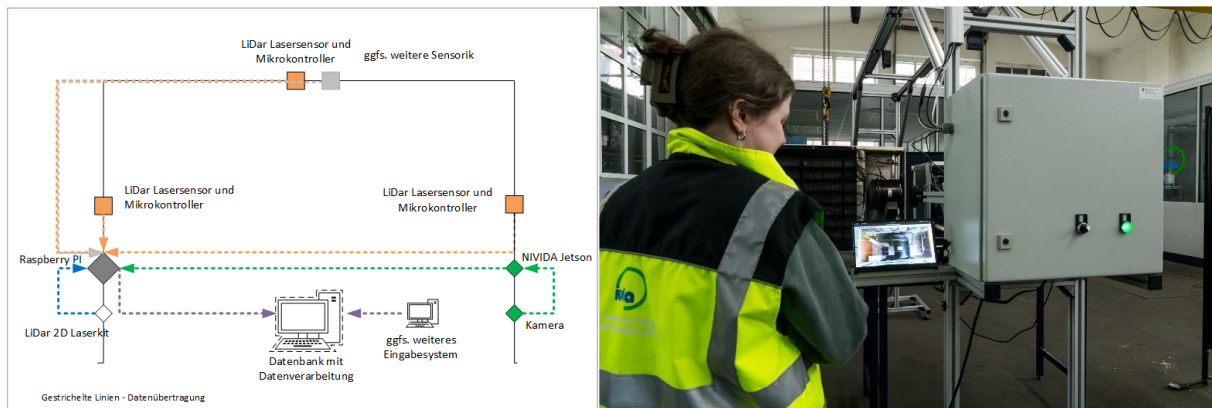 LiDar Lasersensor und
Mikrokontroller
ggfs. weitere Sensorik
LiDar Lasersensor und
Mikrokontroller
LiDar Lasersensor und
Mikrokontroller
Raspberry PI
NIVIDA Jetson
LiDar 2D Laserkit
Kamera
ggfs. weiteres
Eingabesystem
Datenbank mit
Datenverarbeitung
Gestrichelte Linien - Datenübertragung